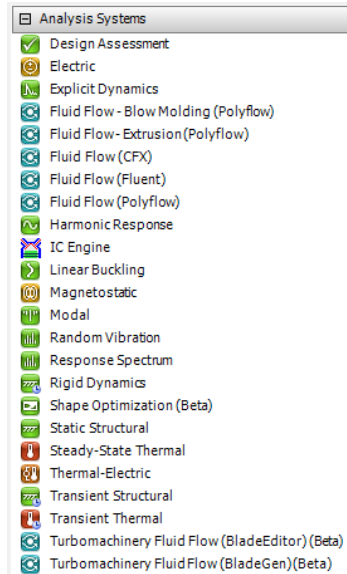 Analysis Systems
Design Assessment
Electric
Explicit Dynamics
Fluid Flow - Blow Molding (Polyflow)
Fluid Flow - Extrusion (Polyflow)
Fluid Flow (CFX)
Fluid Flow (Fluent)
Fluid Flow (Polyflow)
Harmonic Response
IC Engine
Linear Buckling
Magnetostatic
Modal
Random Vibration
Response Spectrum
Rigid Dynamics
Shape Optimization (Beta)
Static Structural
Steady-State Thermal
Thermal-Electric
Transient Structural
Transient Thermal
Turbomachinery Fluid Flow (BladeEditor) (Beta)
Turbomachinery Fluid Flow (BladeGen) (Beta)